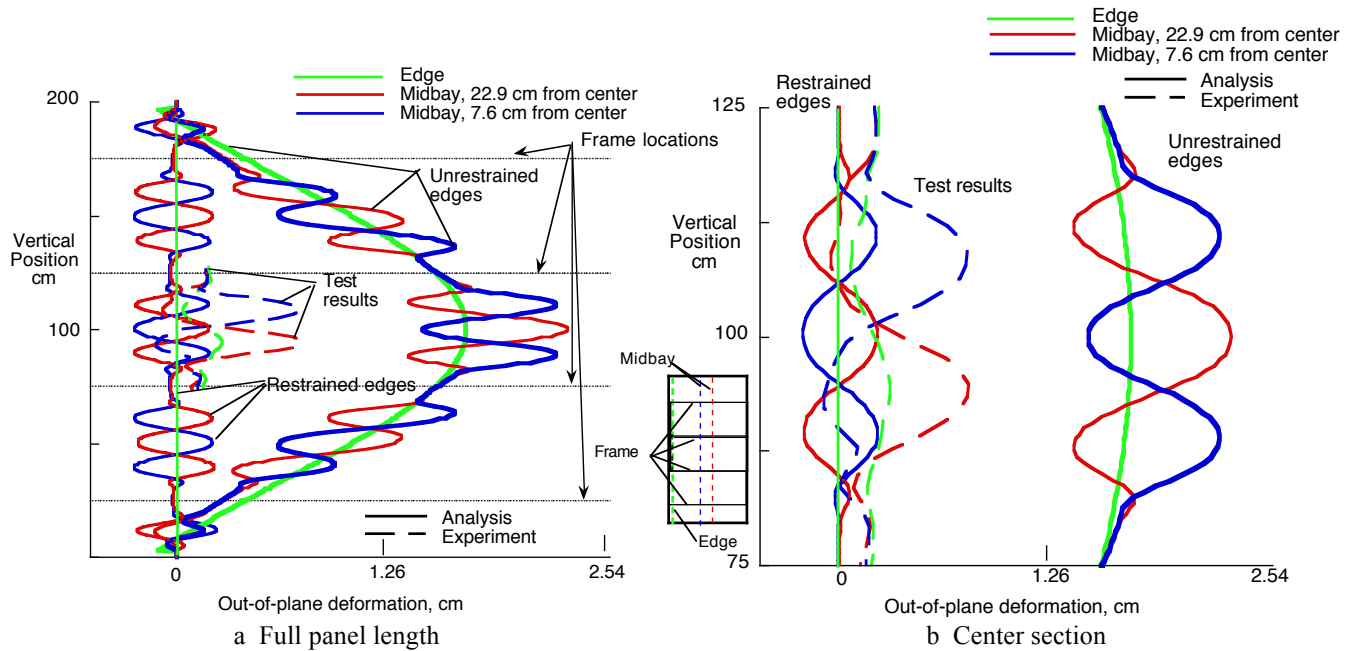 Edge
Midbay, 22.9 cm from center
Midbay, 7.6 cm from center
200
Frame locations
Unrestrained
edges
Vertical
Position
cm
Test
results
100
Restrained edges
Analysis
Experiment
0
1.26
2.54
Out-of-plane deformation, cm
a Full panel length
Midbay
Frame
Edge
Edge
Midbay, 22.9 cm from center
Midbay, 7.6 cm from center
Restrained
edges
Analysis
Experiment
125
Unrestrained
edges
Test results
Vertical
Position
cm
100
75
0
1.26
2.54
Out-of-plane deformation, cm
b Center section